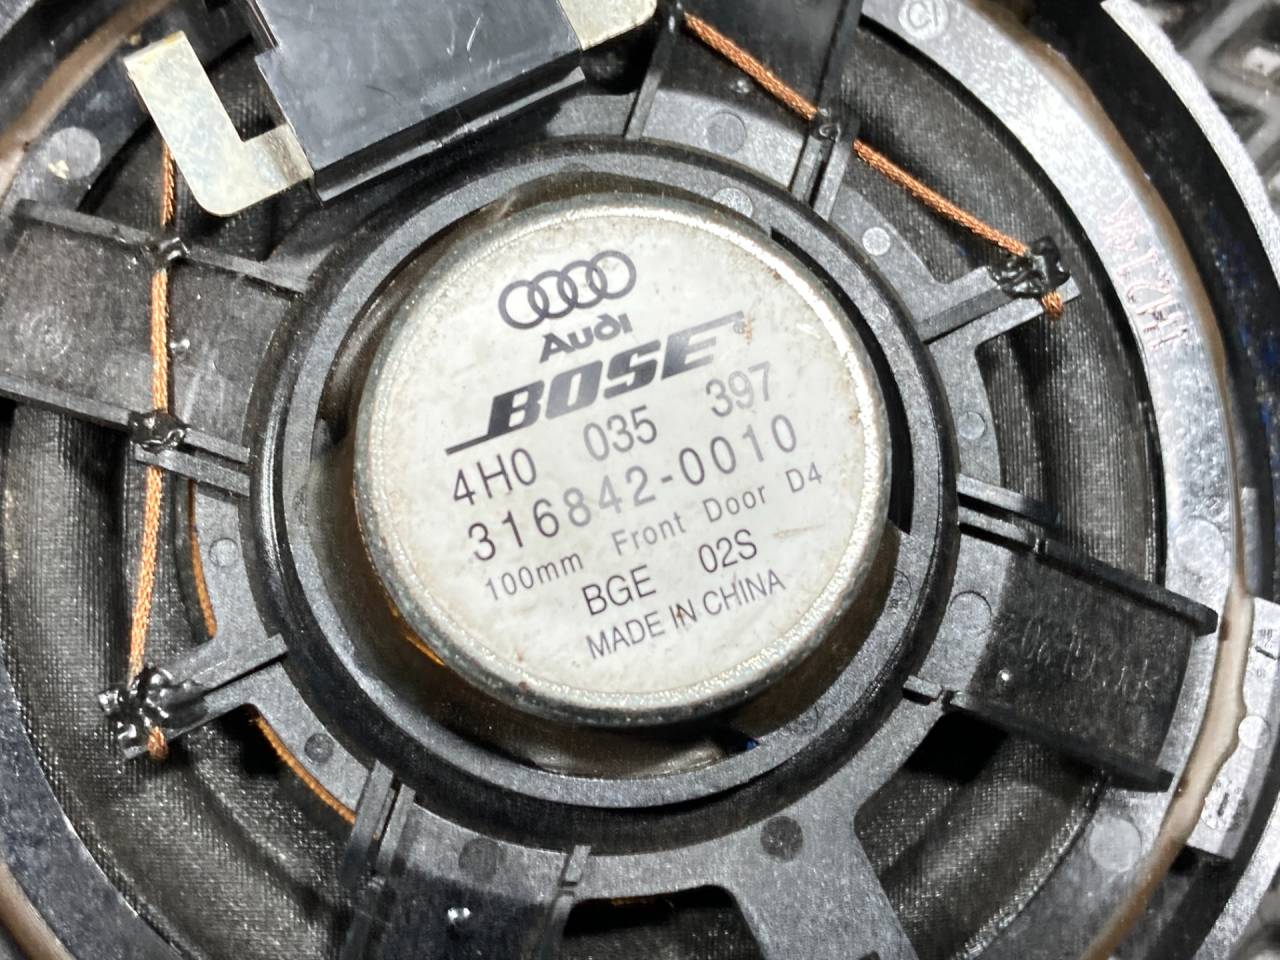 Audi
BOSE
4H0 035 397
316842-0010
100mm Front Door D4
BGE 02S
MADE IN CHINA